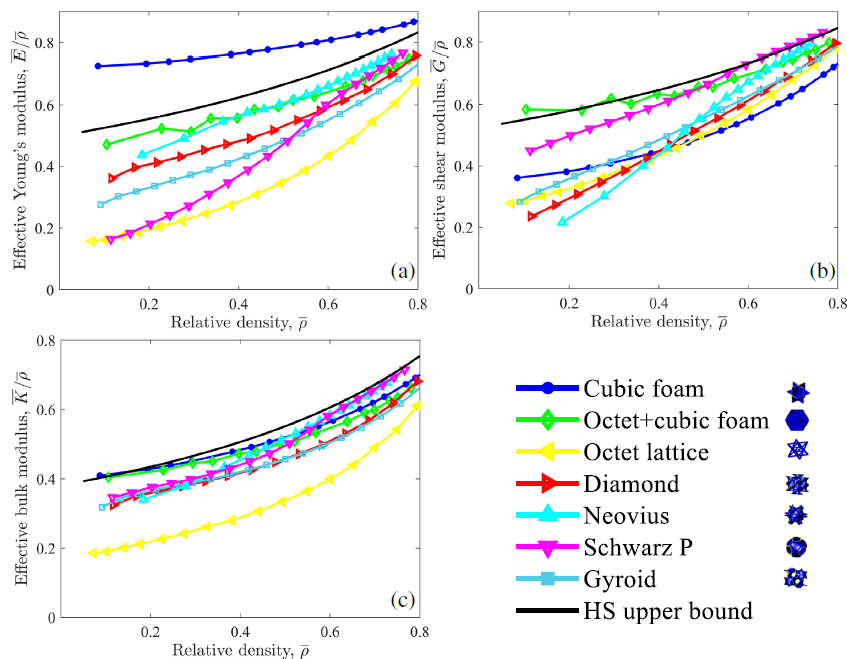 0.8
0.6
0.4
0.2
0
0.2
0.4
0.6
0.8
Effective Young's modulus, E̅/ρ̅
Relative density, ρ̅
(a)
0.8
0.6
0.4
0.2
0
0.2
0.4
0.6
0.8
Effective shear modulus, G̅/ρ̅
Relative density, ρ̅
(b)
0.8
0.6
0.4
0.2
0
0.2
0.4
0.6
0.8
Effective bulk modulus, K̅/ρ̅
Relative density, ρ̅
(c)
Cubic foam
Octet+cubic foam
Octet lattice
Diamond
Neovius
Schwarz P
Gyroid
HS upper bound